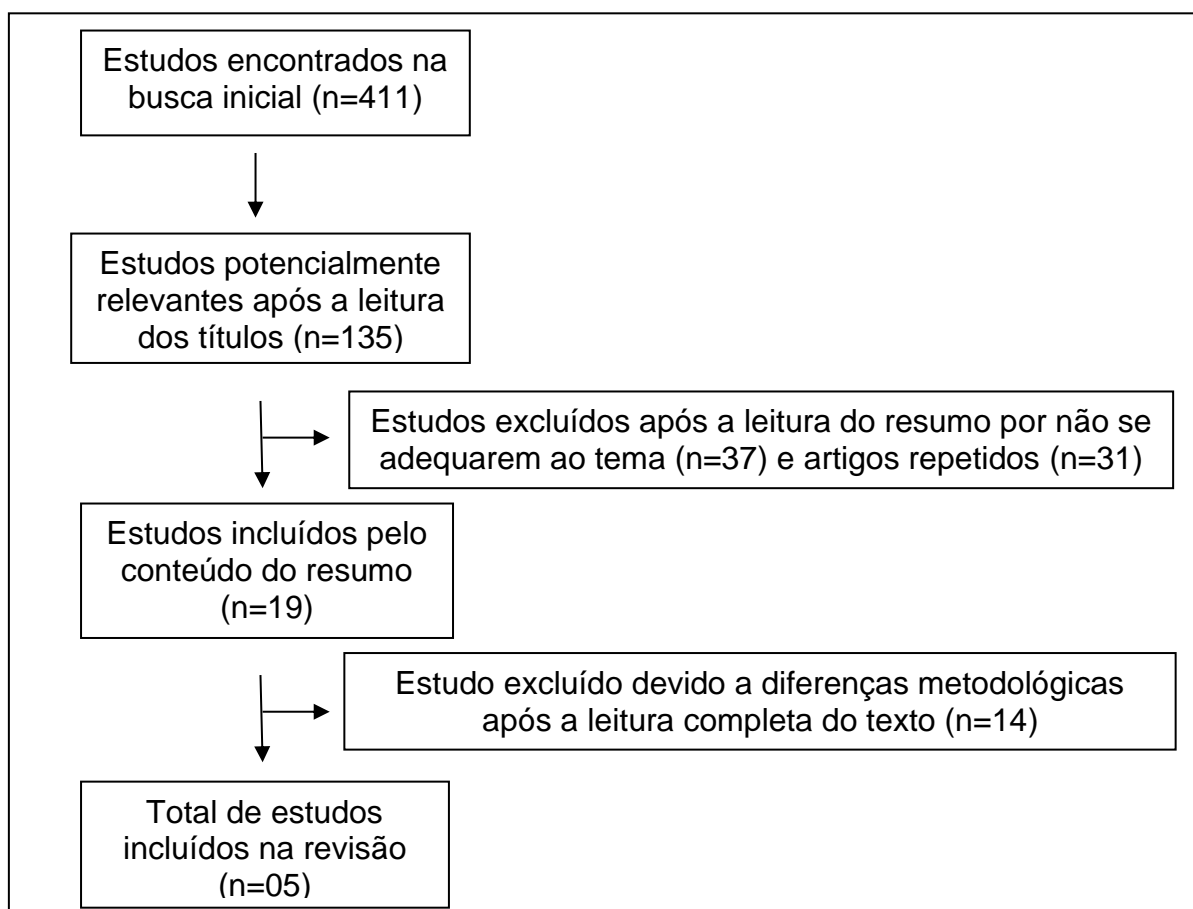 Estudos encontrados na
busca inicial (n=411)
Estudos potencialmente
relevantes após a leitura
dos títulos (n=135)
Estudos excluídos após a leitura do resumo por não se
adequarem ao tema (n=37) e artigos repetidos (n=31)
Estudos incluídos pelo
conteúdo do resumo
(n=19)
Estudo excluído devido a diferenças metodológicas
após a leitura completa do texto (n=14)
Total de estudos
incluídos na revisão
(n=05)